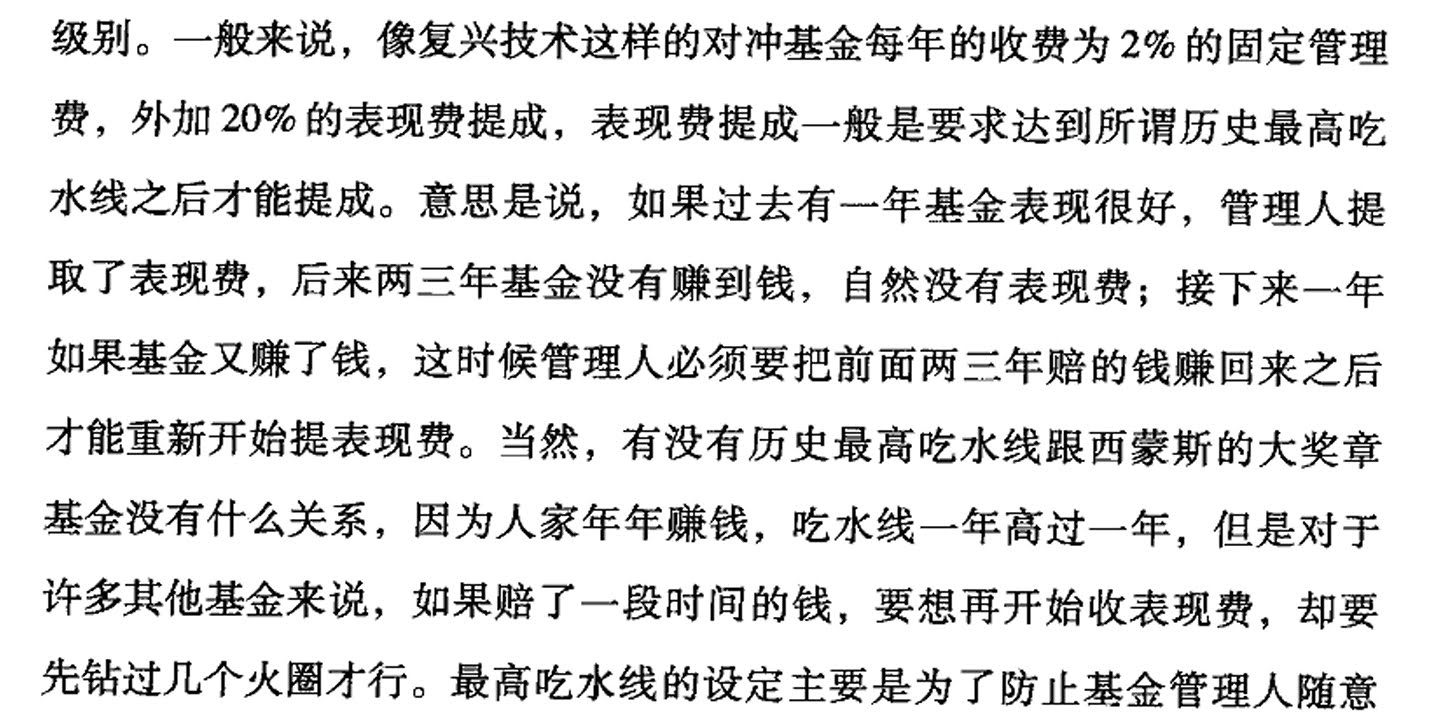 级别。一般来说，像复兴技术这样的对冲基金每年的收费为2%的固定管理
费，外加20%的表现费提成，表现费提成一般是要求达到所谓历史最高吃
水线之后才能提成。意思是说，如果过去有一年基金表现很好，管理人提
取了表现费，后来两三年基金没有赚到钱，自然没有表现费；接下来一年
如果基金又赚了钱，这时候管理人必须要把前面两三年赔的钱赚回来之后
才能重新开始提表现费。当然，有没有历史最高吃水线跟西蒙斯的大奖章
基金没有什么关系，因为人家年年赚钱，吃水线一年高过一年，但是对于
许多其他基金来说，如果赔了一段时间的钱，要想再开始收表现费，却要
先钻过几个火圈才行。最高吃水线的设定主要是为了防止基金管理人随意